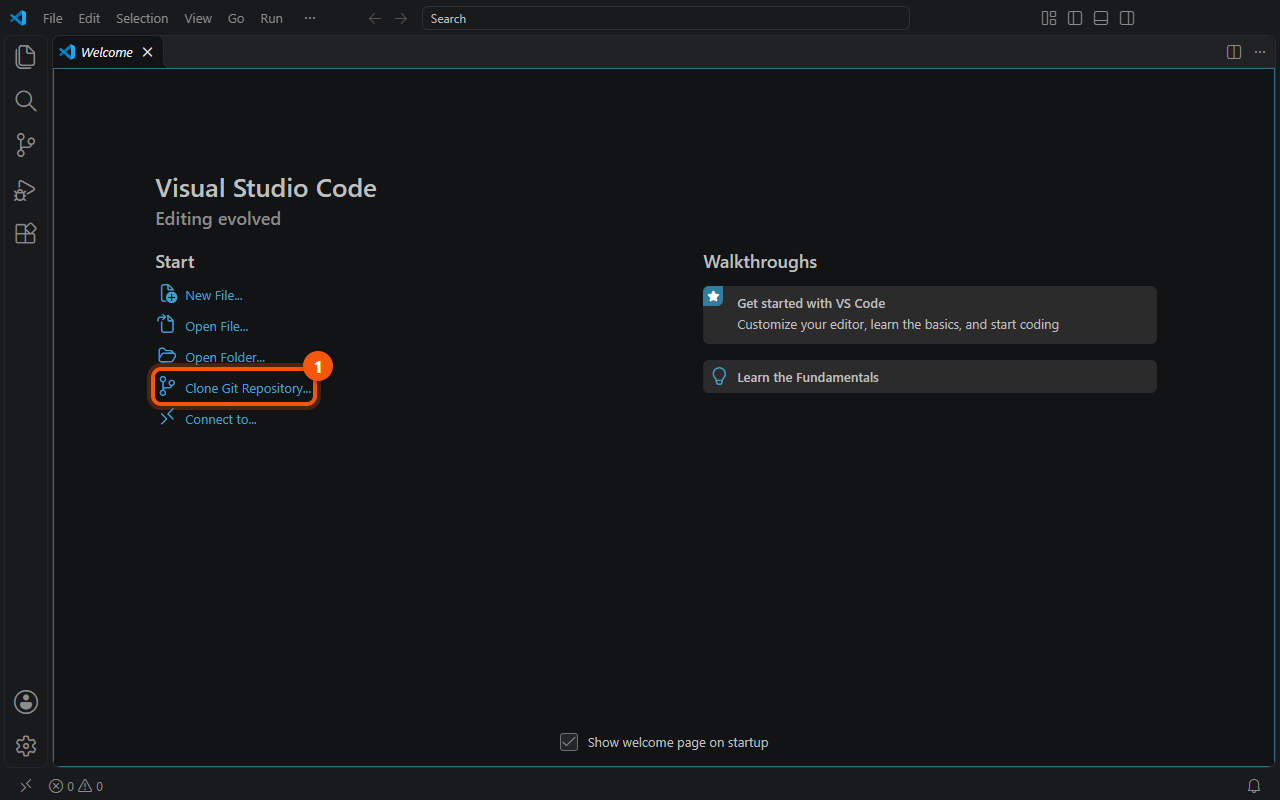 File Edit Selection View Go Run ···
Search
Welcome
Visual Studio Code
Editing evolved
Start
New File...
Open File...
Open Folder...
1
Clone Git Repository...
Connect to...
Walkthroughs
Get started with VS Code
Customize your editor, learn the basics, and start coding
Learn the Fundamentals
Show welcome page on startup
0 0